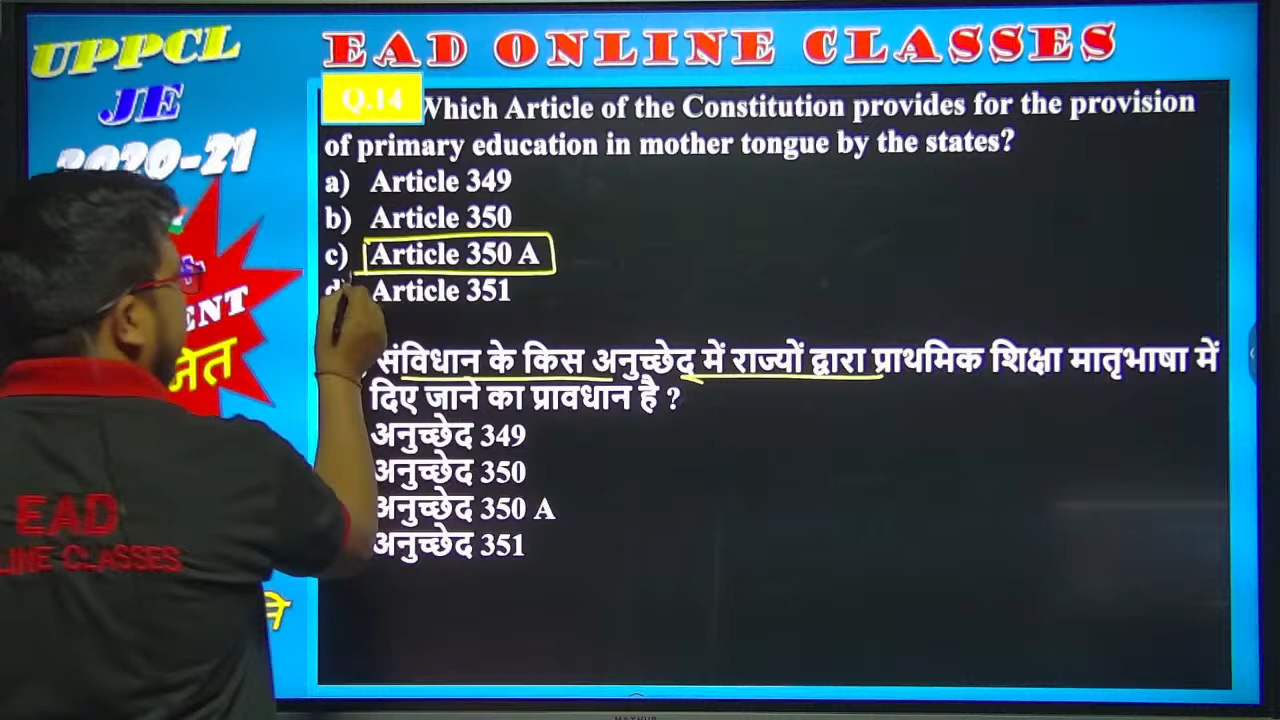 UPPCL
JE
2020-21
EAD ONLINE CLASSES
Q.14 Which Article of the Constitution provides for the provision
of primary education in mother tongue by the states?
a) Article 349
b) Article 350
c) Article 350 A
d) Article 351
संविधान के किस अनुच्छेद में राज्यों द्वारा प्राथमिक शिक्षा मातृभाषा में
दिए जाने का प्रावधान है ?
अनुच्छेद 349
अनुच्छेद 350
अनुच्छेद 350 A
अनुच्छेद 351
EAD
LINE CLASSES